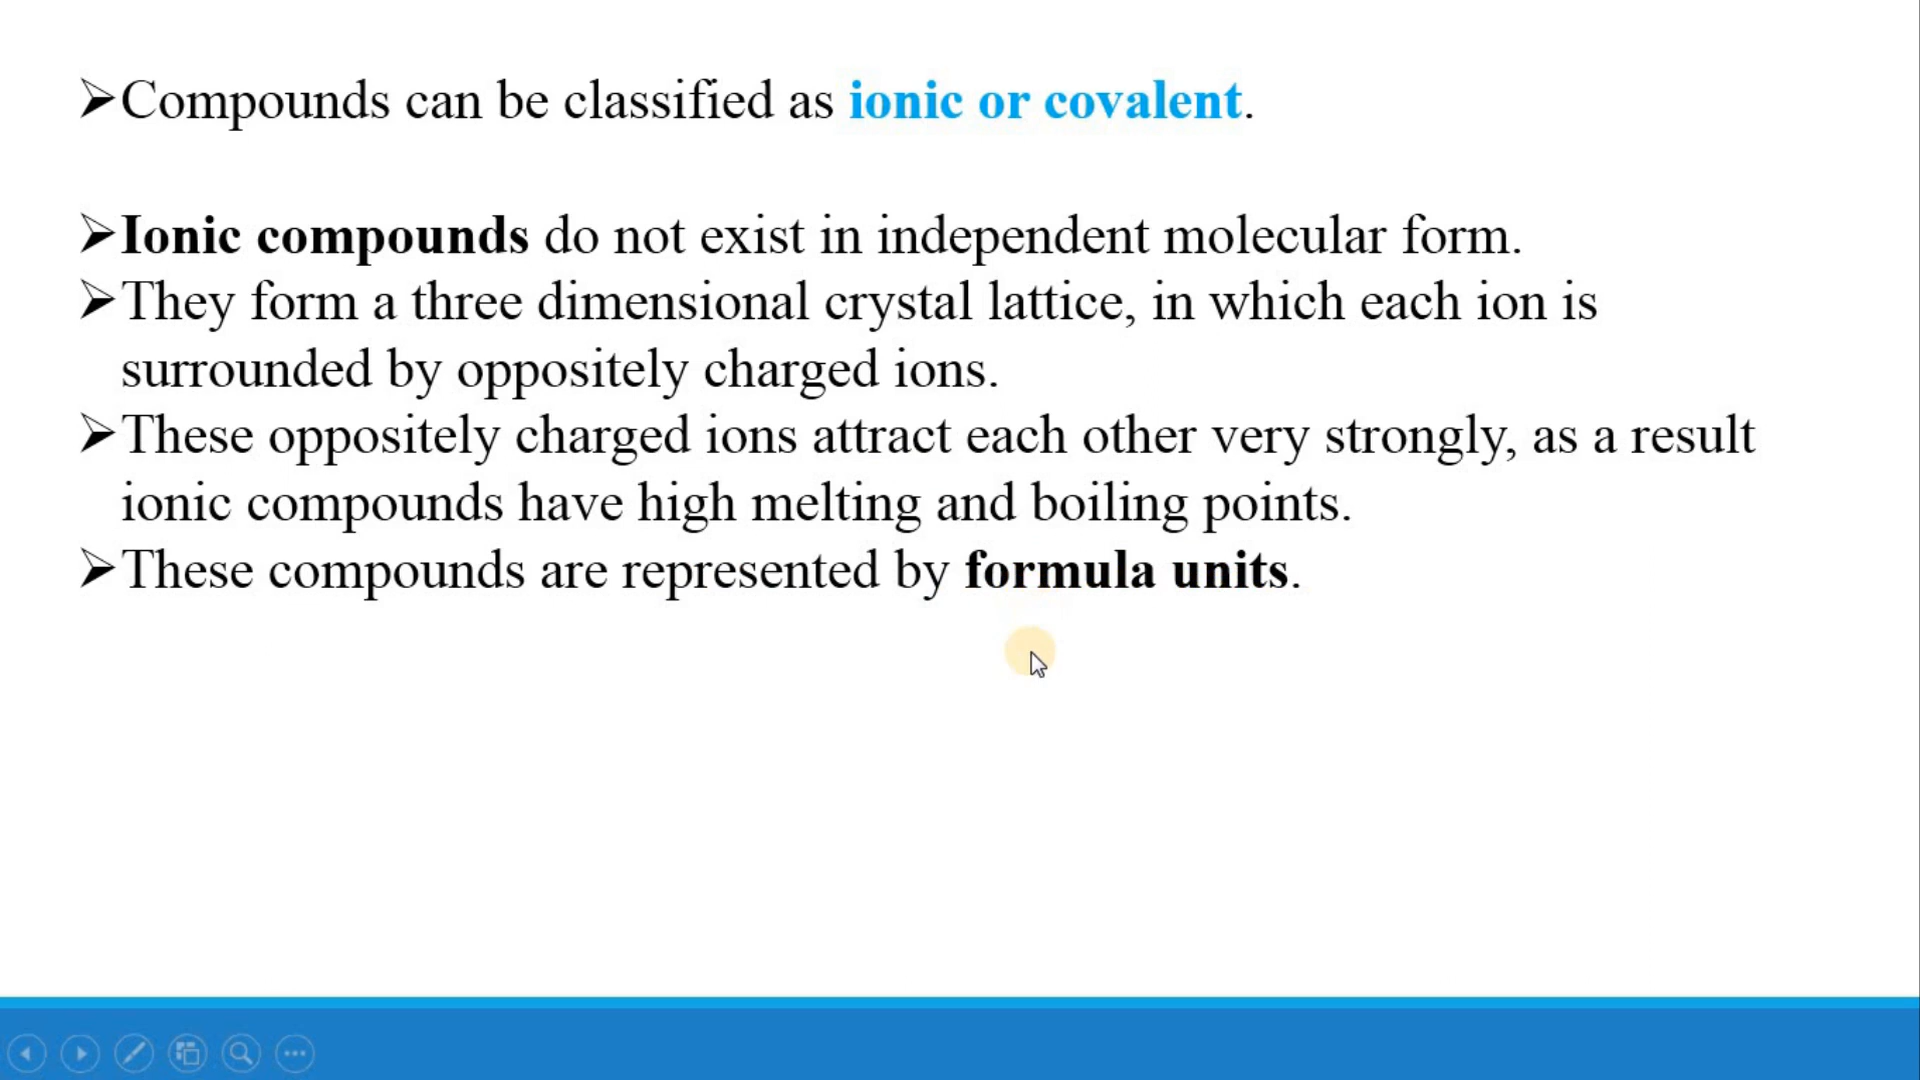 ➢Compounds can be classified as ionic or covalent.
➢Ionic compounds do not exist in independent molecular form.
➢They form a three dimensional crystal lattice, in which each ion is
surrounded by oppositely charged ions.
➢These oppositely charged ions attract each other very strongly, as a result
ionic compounds have high melting and boiling points.
➢These compounds are represented by formula units.